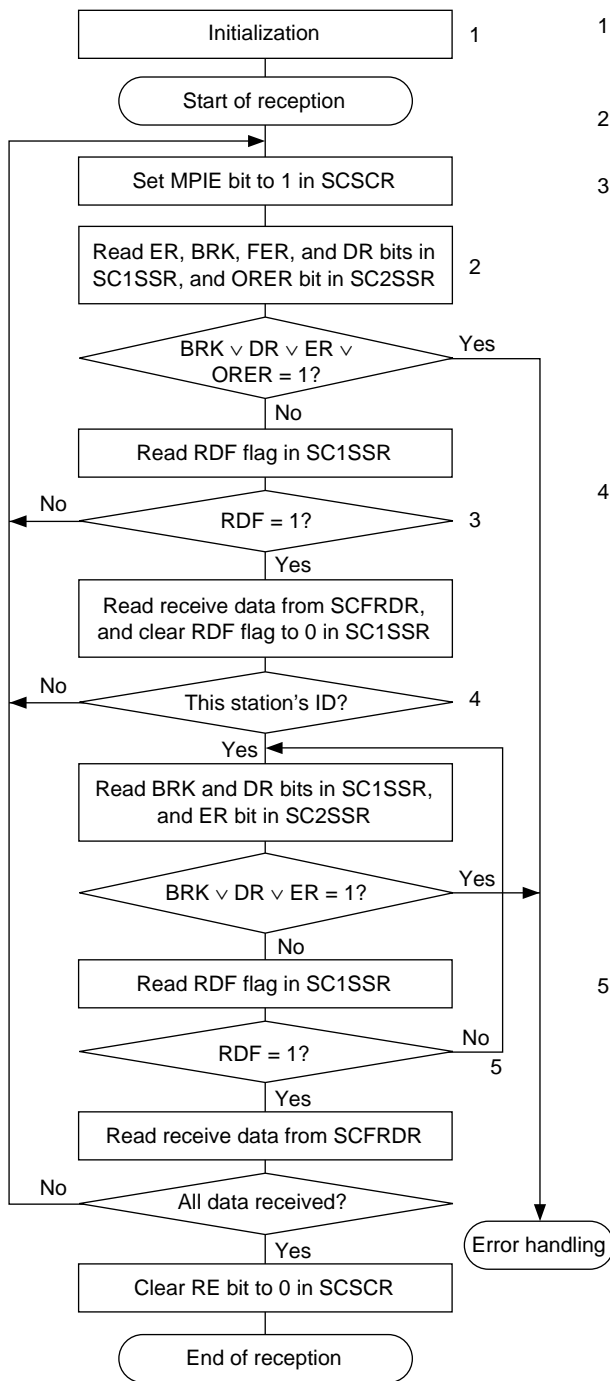 Initialization
1
1
Start of reception
2
Set MPIE bit to 1 in SCSCR
3
Read ER, BRK, FER, and DR bits in
SC1SSR, and ORER bit in SC2SSR
2
BRK ∨ DR ∨ ER ∨
ORER = 1?
Yes
No
Read RDF flag in SC1SSR
4
No
RDF = 1?
3
Yes
Read receive data from SCFRDR,
and clear RDF flag to 0 in SC1SSR
No
This station's ID?
4
Yes
Read BRK and DR bits in SC1SSR,
and ER bit in SC2SSR
BRK ∨ DR ∨ ER = 1?
Yes
No
Read RDF flag in SC1SSR
5
RDF = 1?
No
5
Yes
Read receive data from SCFRDR
No
All data received?
Yes
Error handling
Clear RE bit to 0 in SCSCR
End of reception